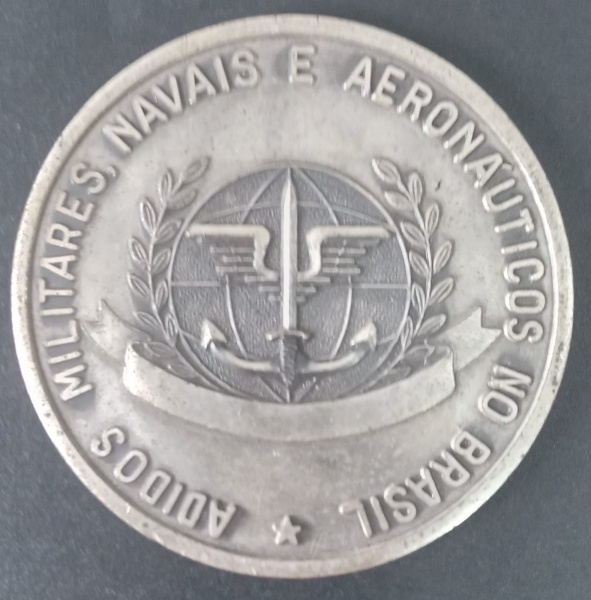 ADIDOS MILITARES, NAVAIS E AERONÁUTICOS NO BRASIL